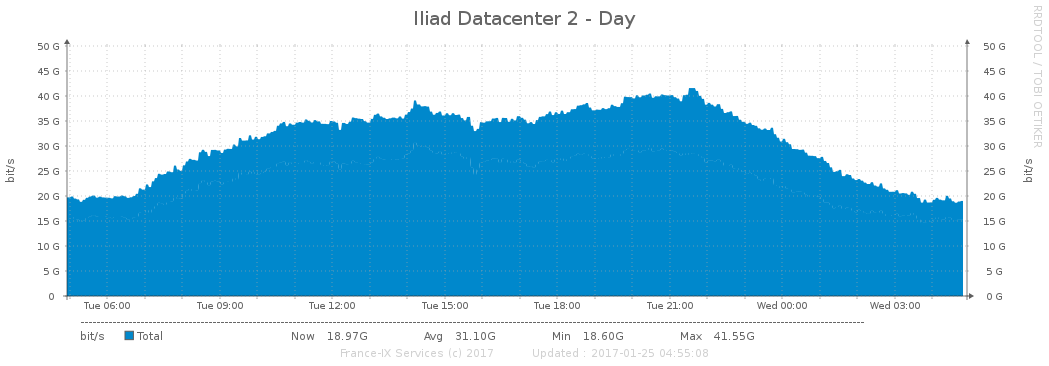 Iliad Datacenter 2 - Day
RRDTOOL / TOBI OETIKER
50 G 50 G
45 G 45 G
40 G 40 G
35 G 35 G
30 G 30 G
25 G 25 G
20 G 20 G
15 G 15 G
10 G 10 G
5 G 5 G
0 0 G
bit/s
bit/s
Tue 06:00 Tue 09:00 Tue 12:00 Tue 15:00 Tue 18:00 Tue 21:00 Wed 00:00 Wed 03:00
bit/s Total Now 18.97G Avg 31.10G Min 18.60G Max 41.55G
France-IX Services (c) 2017 Updated : 2017-01-25 04:55:08